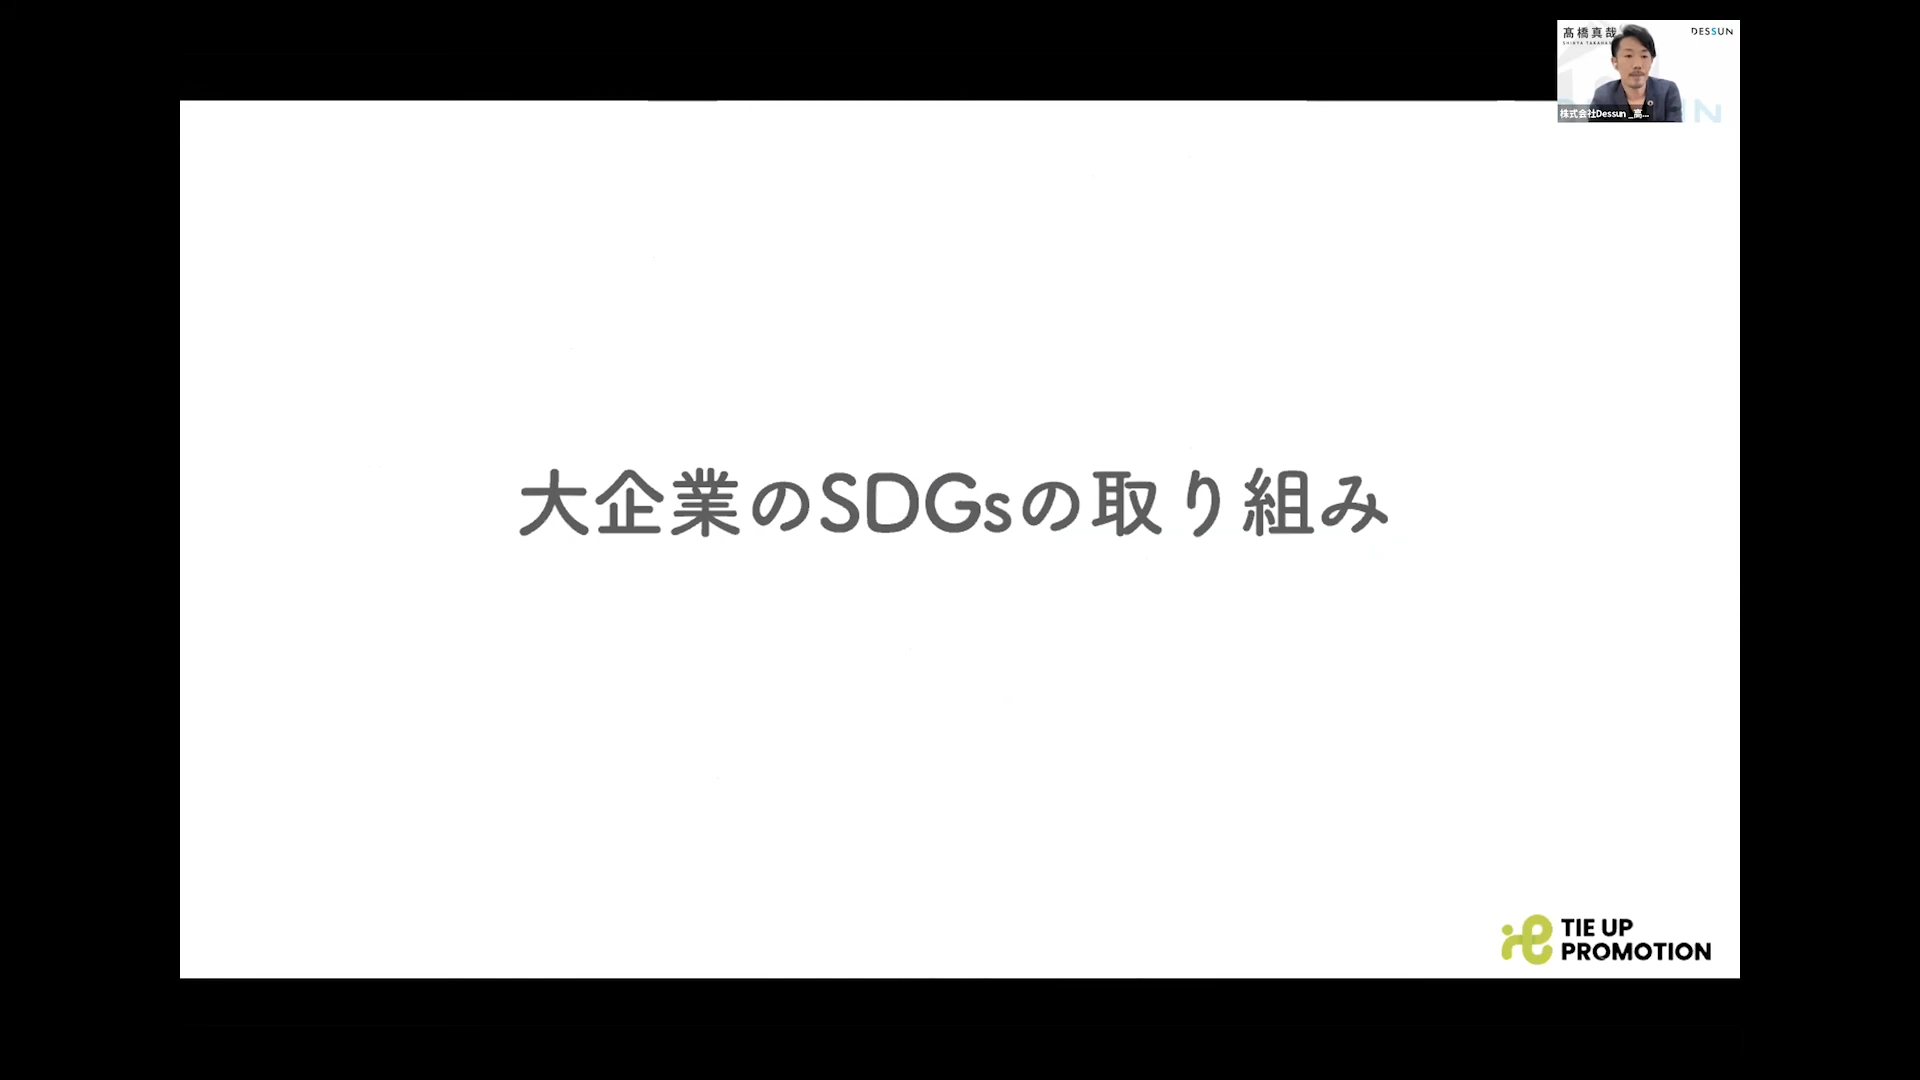 髙橋真哉
DESSUN
株式会社Dessun _高...
大企業のSDGsの取り組み
TIE UP
PROMOTION